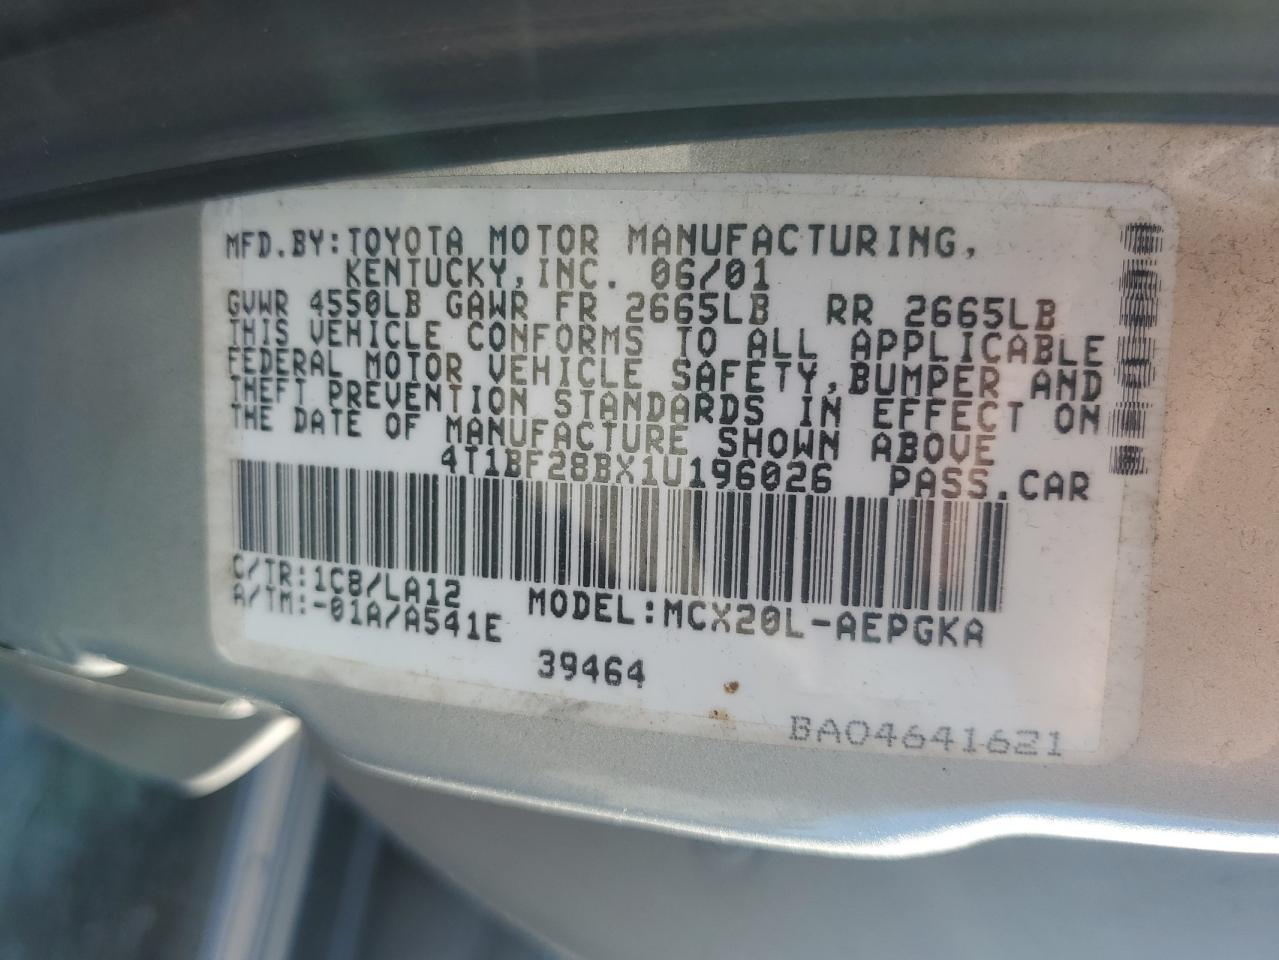 MFD.BY:TOYOTA MOTOR MANUFACTURING,
KENTUCKY,INC. 06/01
GVWR 4550LB GAWR FR 2665LB RR 2665LB
THIS VEHICLE CONFORMS TO ALL APPLICABLE
FEDERAL MOTOR VEHICLE SAFETY,BUMPER AND
THEFT PREVENTION STANDARDS IN EFFECT ON
THE DATE OF MANUFACTURE SHOWN ABOVE
4T1BF28BX1U196026 PASS.CAR
C/TR:1C8/LA12
A/TM:-01A/A541E MODEL:MCX20L-AEPGKA
39464
BA04641621